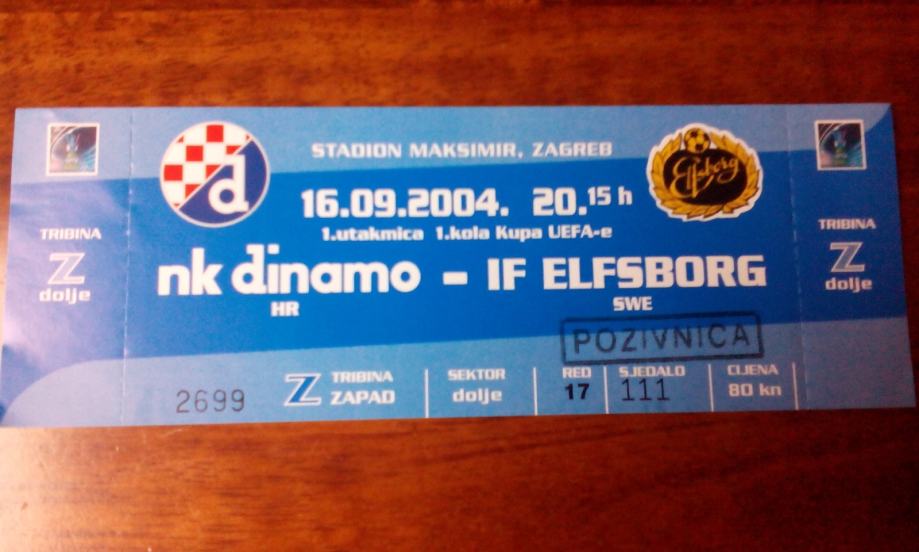 STADION MAKSIMIR, ZAGREB
Elfsborg
d
16.09.2004. 20.15 h
1.utakmica 1.kola Kupa UEFA-e
TRIBINA
Z
dolje
nk dinamo - IF ELFSBORG
HR
SWE
TRIBINA
Z
dolje
POZIVNICA
2699
Z TRIBINA ZAPAD
SEKTOR dolje
RED 17
SJEDALO 111
CIJENA 80 kn